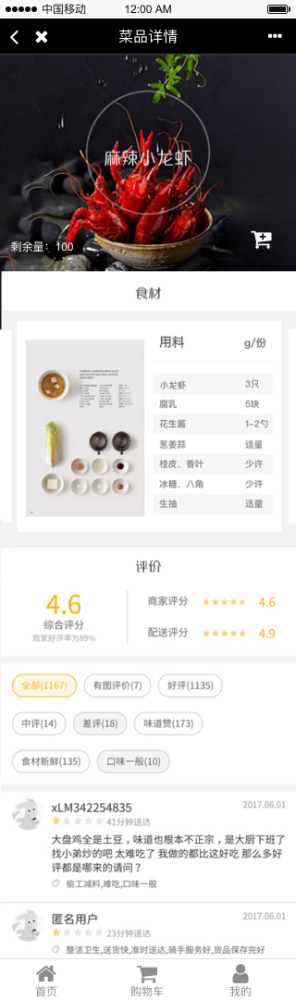 中国移动 12:00 AM
菜品详情
麻辣小龙虾
剩余量：100
食材
用料 g/份
小龙虾 3只
腐乳 5块
花生酱 1-2勺
葱姜蒜 适量
桂皮、香叶 少许
冰糖、八角 少许
生抽 适量
评价
4.6
综合评分
商家好评率为89%
商家评分 4.6
配送评分 4.9
全部(1167) 有图评价(7) 好评(1135)
中评(14) 差评(18) 味道赞(173)
食材新鲜(135) 口味一般(10)
xLM342254835 2017.06.01
41分钟送达
大盘鸡全是土豆，味道也根本不正宗，是大厨下班了
找小弟炒的吧 太难吃了 我做的都比这好吃 那么多好
评都是哪来的请问？
偷工减料,难吃,口味一般
匿名用户 2017.06.01
23分钟送达
整洁卫生,送货快,准时送达,骑手服务好,货品保存完好
首页 购物车 我的